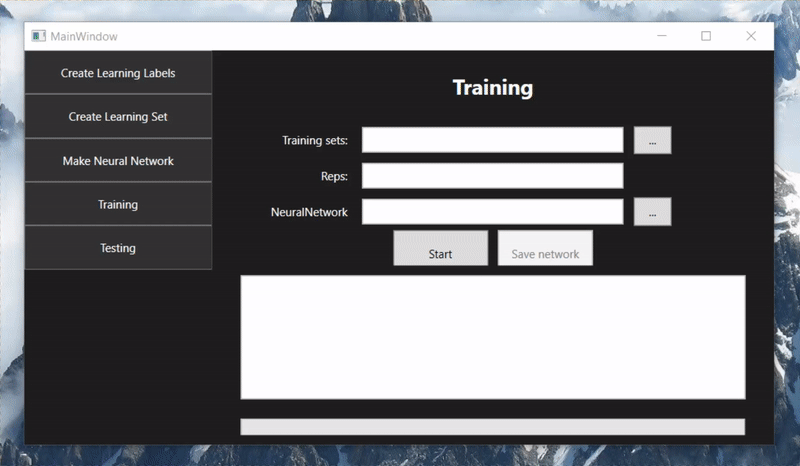 MainWindow
Create Learning Labels
Create Learning Set
Make Neural Network
Training
Testing
Training
Training sets:
...
Reps:
NeuralNetwork
...
Start
Save network